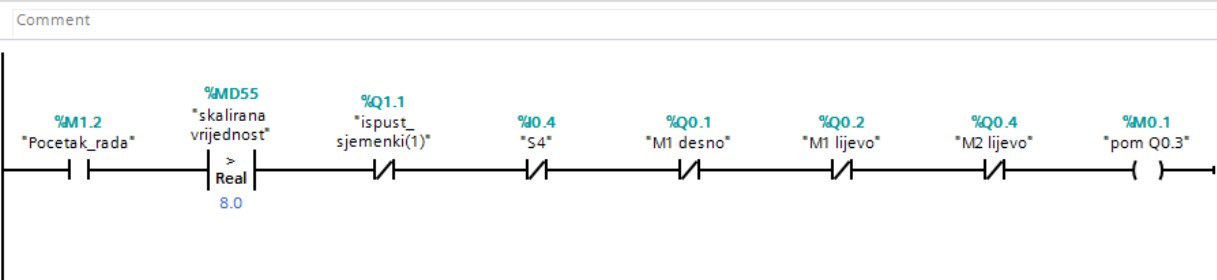 Comment
%M1.2
"Pocetak_rada"
%MD55
"skalirana
vrijednost"
>
Real
8.0
%Q1.1
"ispust_
sjemenki(1)"
%I0.4
"S4"
%Q0.1
"M1 desno"
%Q0.2
"M1 lijevo"
%Q0.4
"M2 lijevo"
%M0.1
"pom Q0.3"